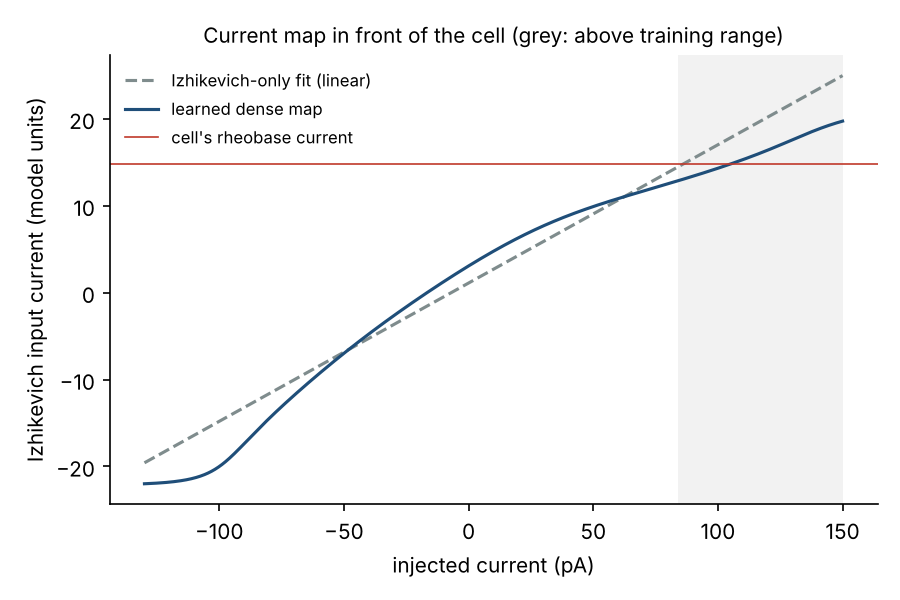 Current map in front of the cell (grey: above training range)
Izhikevich-only fit (linear)
learned dense map
cell's rheobase current
Izhikevich input current (model units)
20
10
0
−10
−20
−100
−50
0
50
100
150
injected current (pA)